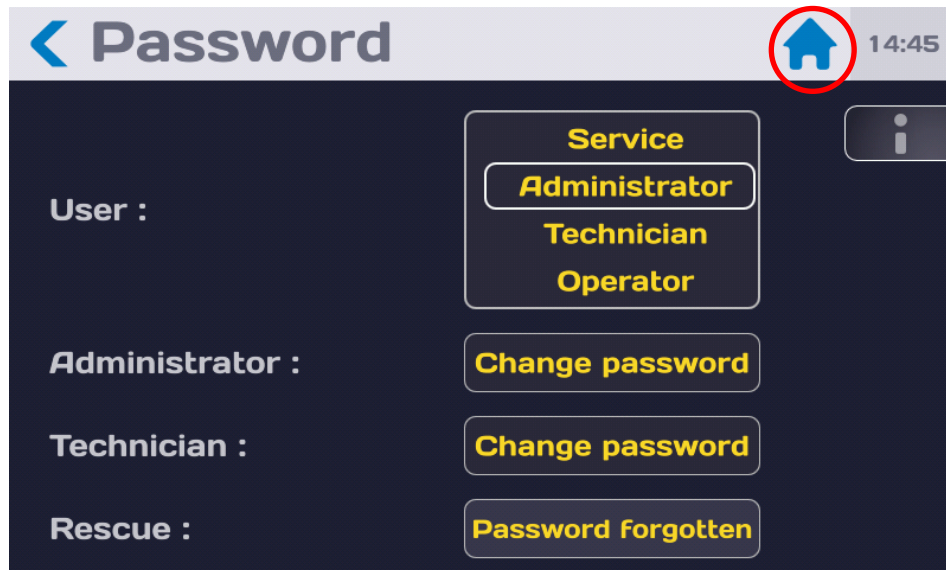 Password
14:45
Service
Administrator
User :
Technician
Operator
Administrator :
Change password
Technician :
Change password
Rescue :
Password forgotten